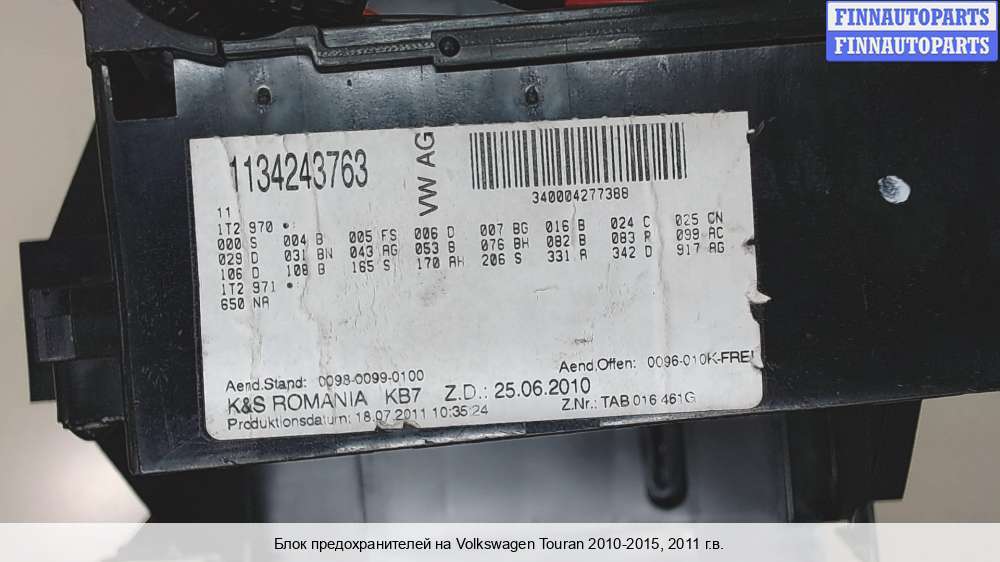 FINNAUTOPARTS
FINNAUTOPARTS
1134243763
VW AG
340004277388
11
1T2 970 •
000 S 004 B 005 FS 006 D 007 BG 016 B 024 C 025 CN
029 D 031 BN 043 AG 053 B 076 BH 082 B 083 R 099 AC
106 D 108 B 165 S 170 AH 206 S 331 A 342 D 917 AG
1T2 971 •
650 NA
Aend.Stand: 0098-0099-0100 Aend.Offen: 0096-010K-FREI
K&S ROMANIA KB7 Z.D.: 25.06.2010 Z.Nr.: TAB 016 461G
Produktionsdatum: 18.07.2011 10:35:24
Блок предохранителей на Volkswagen Touran 2010-2015, 2011 г.в.